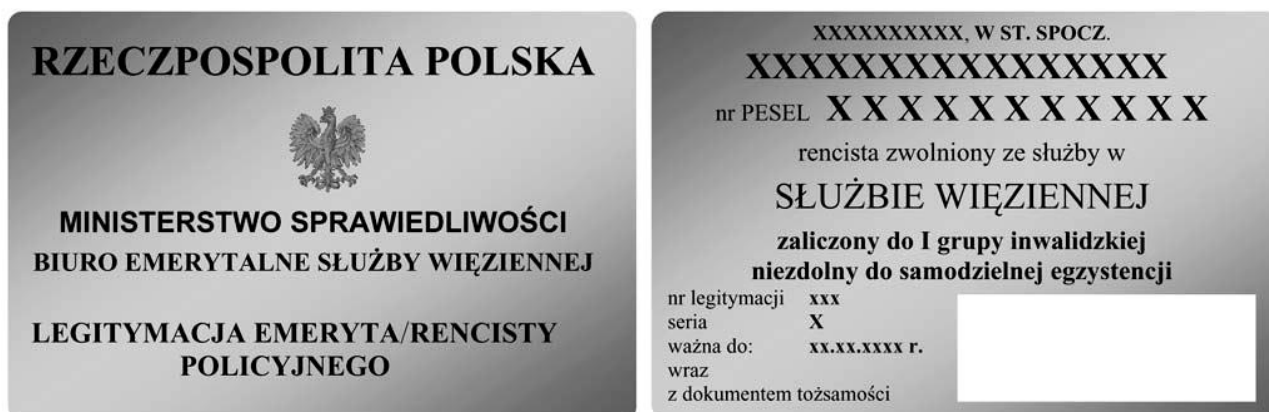 RZECZPOSPOLITA POLSKA
MINISTERSTWO SPRAWIEDLIWOŚCI
BIURO EMERYTALNE SŁUŻBY WIĘZIENNEJ
LEGITYMACJA EMERYTA/RENCISTY
POLICYJNEGO
XXXXXXXXXX, W ST. SPOCZ.
XXXXXXXXXXXXXXXX
nr PESEL X X X X X X X X X X X
rencista zwolniony ze służby w
SŁUŻBIE WIĘZIENNEJ
zaliczony do I grupy inwalidzkiej
niezdolny do samodzielnej egzystencji
nr legitymacji xxx
seria X
ważna do: xx.xx.xxxx r.
wraz
z dokumentem tożsamości